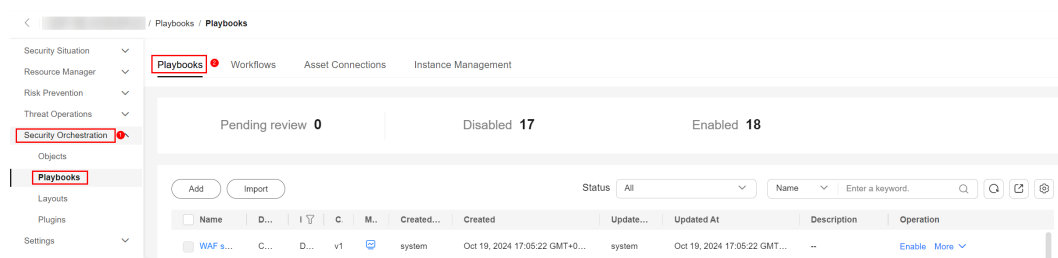 / Playbooks / Playbooks
Security Situation
Resource Manager
Risk Prevention
Threat Operations
Security Orchestration 1
Objects
Playbooks
Layouts
Plugins
Settings
Playbooks 2 Workflows Asset Connections Instance Management
Pending review 0 Disabled 17 Enabled 18
Add Import Status All Name Enter a keyword.
Name D... I C. M.. Created... Created Update... Updated At Description Operation
WAF s... C... D... v1 system Oct 19, 2024 17:05:22 GMT+0... system Oct 19, 2024 17:05:22 GMT... -- Enable More